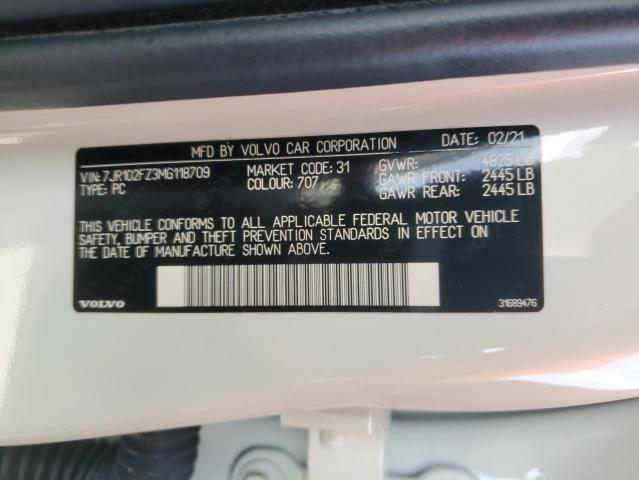 MFD BY VOLVO CAR CORPORATION DATE: 02/21
VIN: 7JR102FZ3MG118709 MARKET CODE: 31 GVWR: 4825 LB
TYPE: PC COLOUR: 707 GAWR FRONT: 2445 LB
GAWR REAR: 2445 LB
THIS VEHICLE CONFORMS TO ALL APPLICABLE FEDERAL MOTOR VEHICLE
SAFETY, BUMPER AND THEFT PREVENTION STANDARDS IN EFFECT ON
THE DATE OF MANUFACTURE SHOWN ABOVE.
VOLVO 31689476